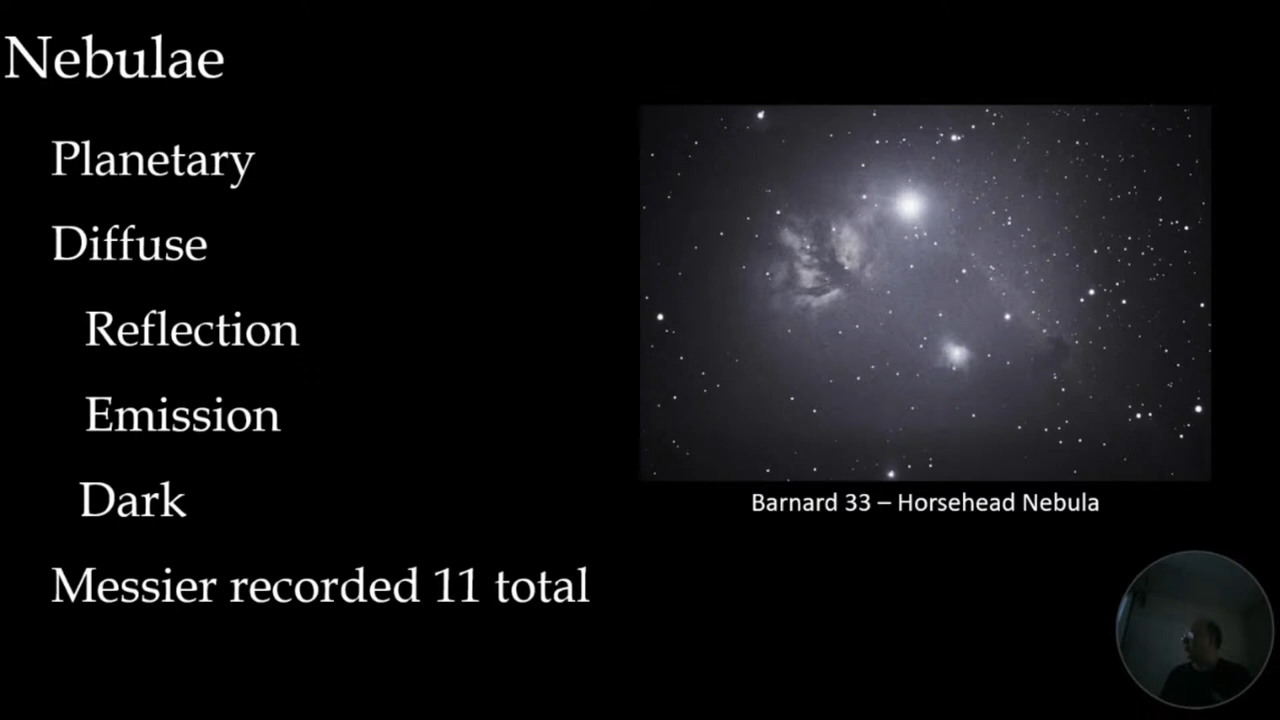 Nebulae
Planetary
Diffuse
Reflection
Emission
Dark
Messier recorded 11 total
Barnard 33 – Horsehead Nebula